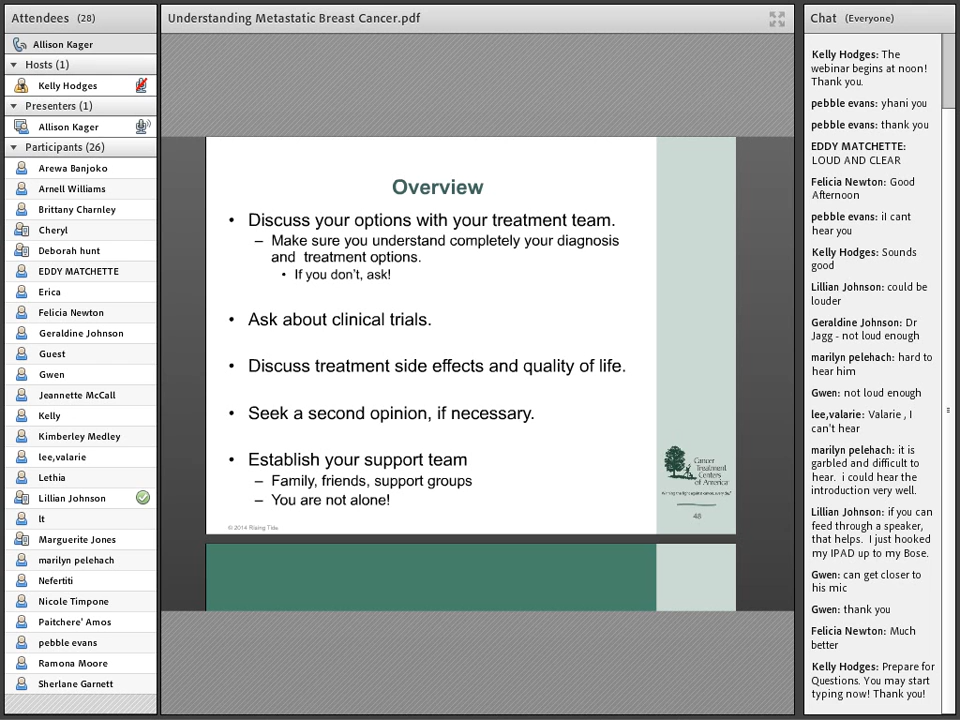 Attendees (28)
Allison Kager
Hosts (1)
Kelly Hodges
Presenters (1)
Allison Kager
Participants (26)
Arewa Banjoko
Arnell Williams
Brittany Charnley
Cheryl
Deborah hunt
EDDY MATCHETTE
Erica
Felicia Newton
Geraldine Johnson
Guest
Gwen
Jeannette McCall
Kelly
Kimberley Medley
lee,valarie
Lethia
Lillian Johnson
lt
Marguerite Jones
marilyn pelehach
Nefertiti
Nicole Timpone
Paitchere' Amos
pebble evans
Ramona Moore
Sherlane Garnett
Understanding Metastatic Breast Cancer.pdf
Overview
• Discuss your options with your treatment team.
– Make sure you understand completely your diagnosis
and treatment options.
• If you don't, ask!
• Ask about clinical trials.
• Discuss treatment side effects and quality of life.
• Seek a second opinion, if necessary.
• Establish your support team
– Family, friends, support groups
– You are not alone!
Cancer
Treatment
Centers
of America
48
© 2014 Rising Tide
Chat (Everyone)
Kelly Hodges: The
webinar begins at noon!
Thank you.
pebble evans: yhani you
pebble evans: thank you
EDDY MATCHETTE:
LOUD AND CLEAR
Felicia Newton: Good
Afternoon
pebble evans: iI cant
hear you
Kelly Hodges: Sounds
good
Lillian Johnson: could be
louder
Geraldine Johnson: Dr
Jagg - not loud enough
marilyn pelehach: hard to
hear him
Gwen: not loud enough
lee,valarie: Valarie , I
can't hear
marilyn pelehach: it is
garbled and difficult to
hear. i could hear the
introduction very well.
Lillian Johnson: if you can
feed through a speaker,
that helps. I just hooked
my IPAD up to my Bose.
Gwen: can get closer to
his mic
Gwen: thank you
Felicia Newton: Much
better
Kelly Hodges: Prepare for
Questions. You may start
typing now! Thank you!